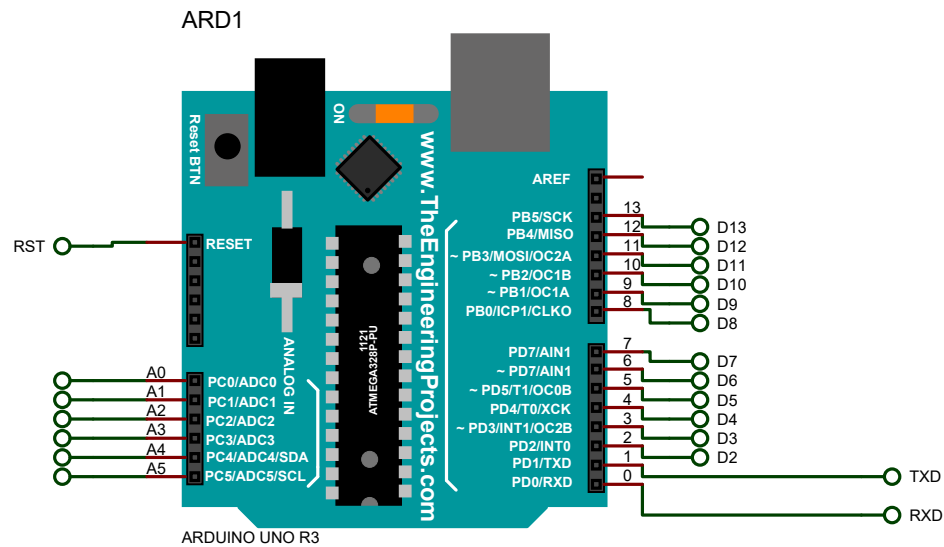 ARD1
Reset BTN
ON
www.TheEngineeringProjects.com
1121
ATMEGA328P-PU
ANALOG IN
RST
RESET
A0 PC0/ADC0
A1 PC1/ADC1
A2 PC2/ADC2
A3 PC3/ADC3
A4 PC4/ADC4/SDA
A5 PC5/ADC5/SCL
AREF
PB5/SCK 13 D13
PB4/MISO 12 D12
~ PB3/MOSI/OC2A 11 D11
~ PB2/OC1B 10 D10
~ PB1/OC1A 9 D9
PB0/ICP1/CLKO 8 D8
PD7/AIN1 7 D7
~ PD7/AIN1 6 D6
~ PD5/T1/OC0B 5 D5
PD4/T0/XCK 4 D4
~ PD3/INT1/OC2B 3 D3
PD2/INT0 2 D2
PD1/TXD 1 TXD
PD0/RXD 0 RXD
ARDUINO UNO R3